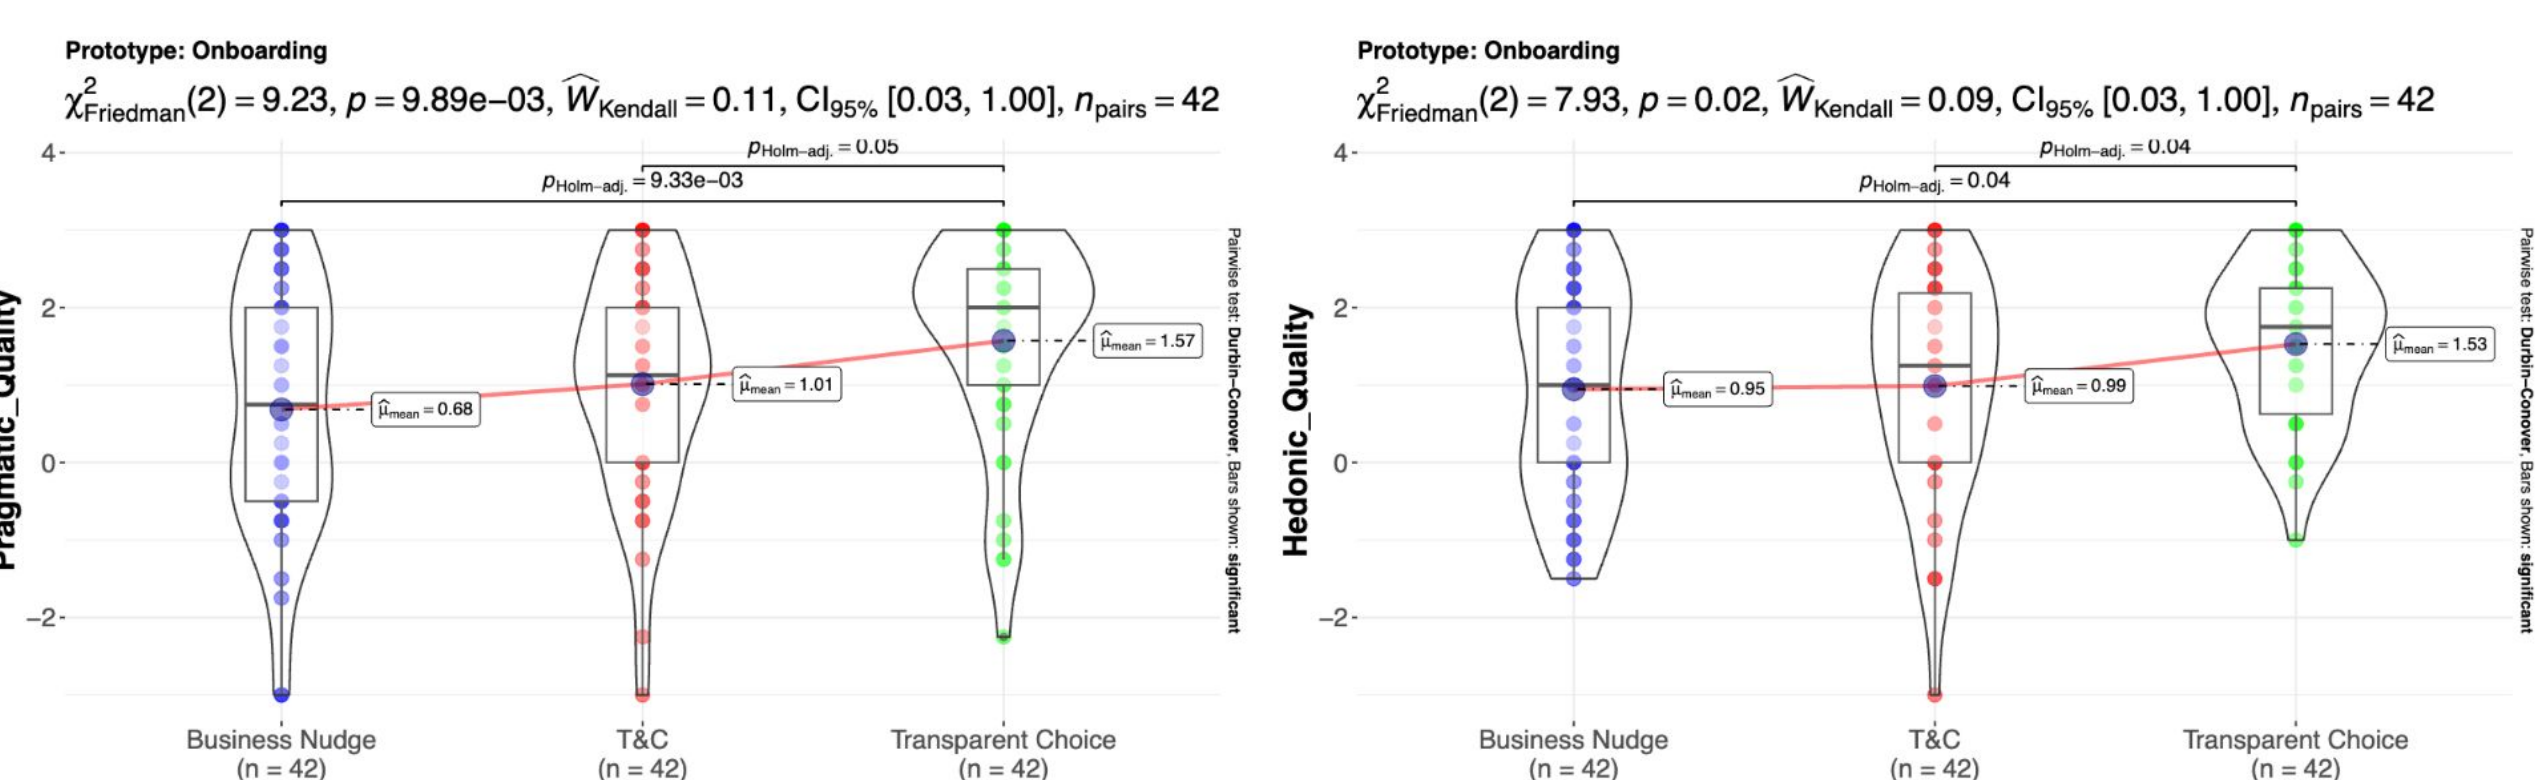 Prototype: Onboarding
χ²Friedman(2) = 9.23, p = 9.89e−03, ŴKendall = 0.11, CI95% [0.03, 1.00], npairs = 42
pHolm−adj. = 0.05
pHolm−adj. = 9.33e−03
4
2
0
−2
Pragmatic_Quality
μ̂mean = 0.68
μ̂mean = 1.01
μ̂mean = 1.57
Pairwise test: Durbin−Conover, Bars shown: significant
Business Nudge
(n = 42)
T&C
(n = 42)
Transparent Choice
(n = 42)
Prototype: Onboarding
χ²Friedman(2) = 7.93, p = 0.02, ŴKendall = 0.09, CI95% [0.03, 1.00], npairs = 42
pHolm−adj. = 0.04
pHolm−adj. = 0.04
4
2
0
−2
Hedonic_Quality
μ̂mean = 0.95
μ̂mean = 0.99
μ̂mean = 1.53
Pairwise test: Durbin−Conover, Bars shown: significant
Business Nudge
(n = 42)
T&C
(n = 42)
Transparent Choice
(n = 42)